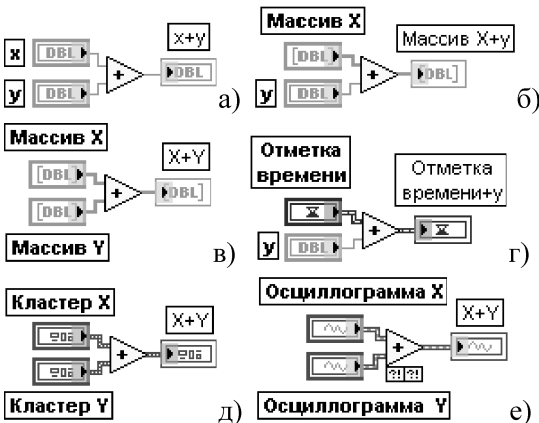 x+y
x
DBL
DBL
y
DBL
а)
Массив X
[DBL]
Массив X+y
y
DBL
[DBL]
б)
Массив X
[DBL]
X+Y
[DBL]
[DBL]
Массив Y
в)
Отметка
времени
Отметка
времени+y
y
DBL
г)
Кластер X
X+Y
Кластер Y
д)
Осциллограмма X
X+Y
?! ?!
Осциллограмма Y
е)